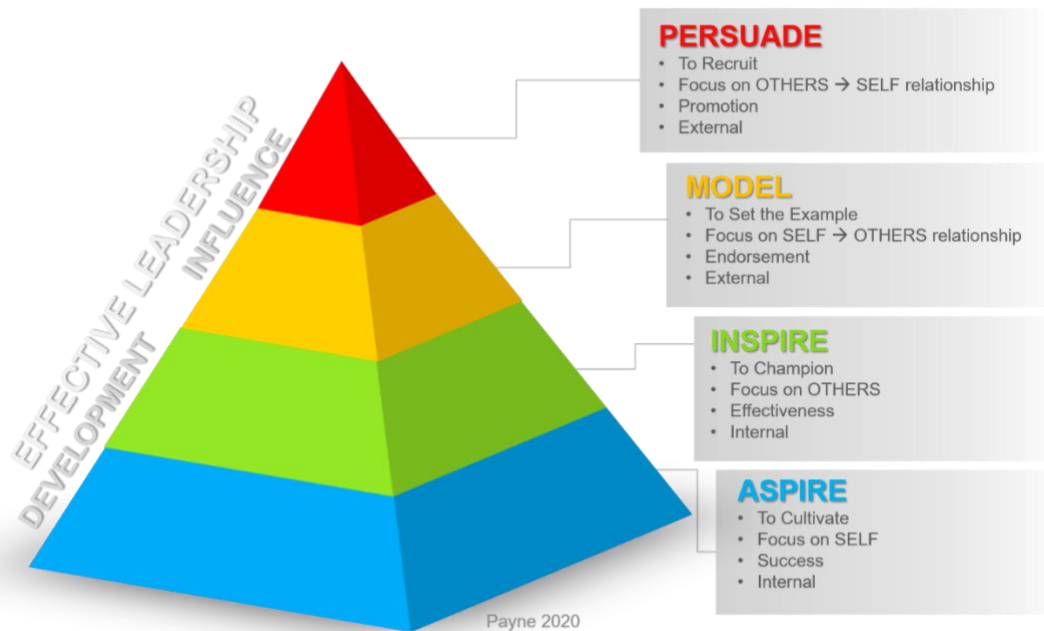 EFFECTIVE LEADERSHIP
DEVELOPMENT
INFLUENCE
PERSUADE
• To Recruit
• Focus on OTHERS → SELF relationship
• Promotion
• External
MODEL
• To Set the Example
• Focus on SELF → OTHERS relationship
• Endorsement
• External
INSPIRE
• To Champion
• Focus on OTHERS
• Effectiveness
• Internal
ASPIRE
• To Cultivate
• Focus on SELF
• Success
• Internal
Payne 2020